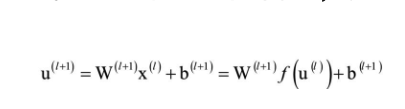 u^{(l+1)} = W^{(l+1)}x^{(l)} + b^{(l+1)} = W^{(l+1)} f(u^{(l)}) + b^{(l+1)}